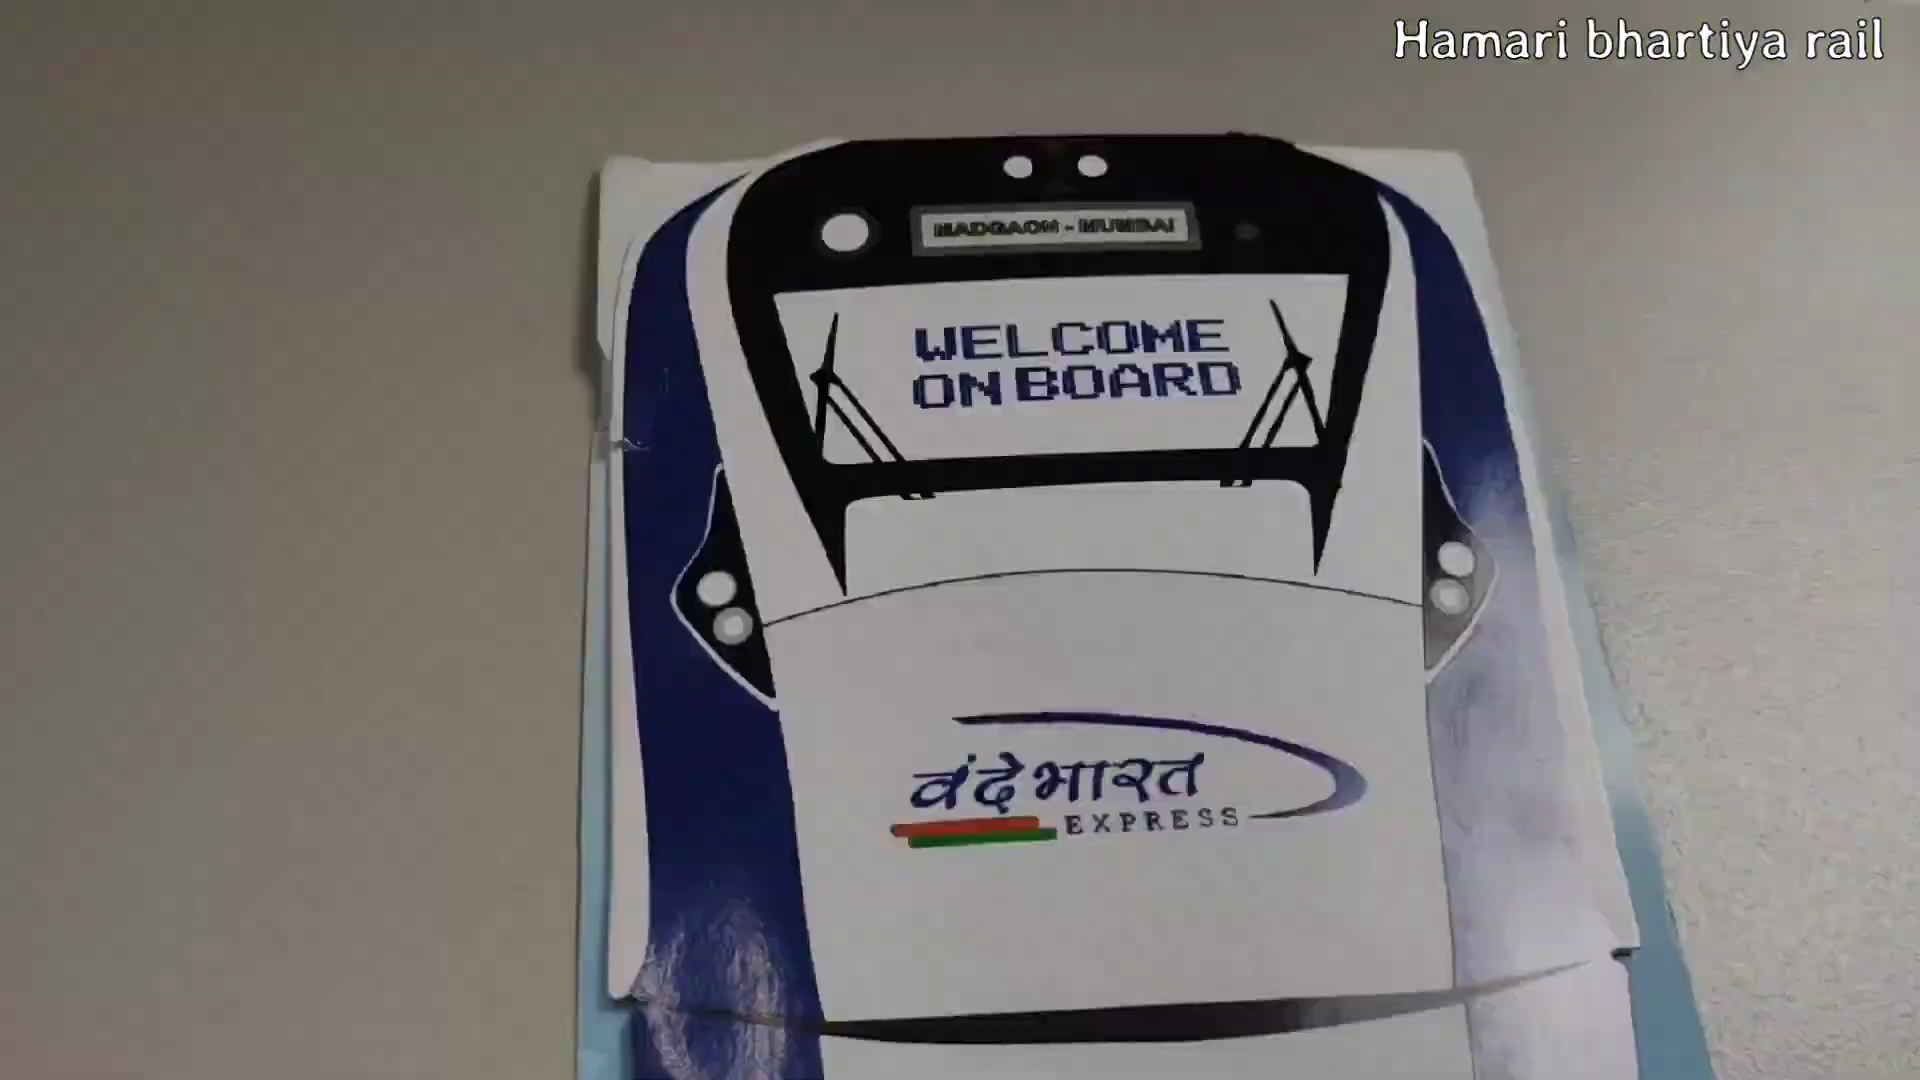 Hamari bhartiya rail
MADGAON - MUMBAI
WELCOME
ON BOARD
वंदे भारत
EXPRESS